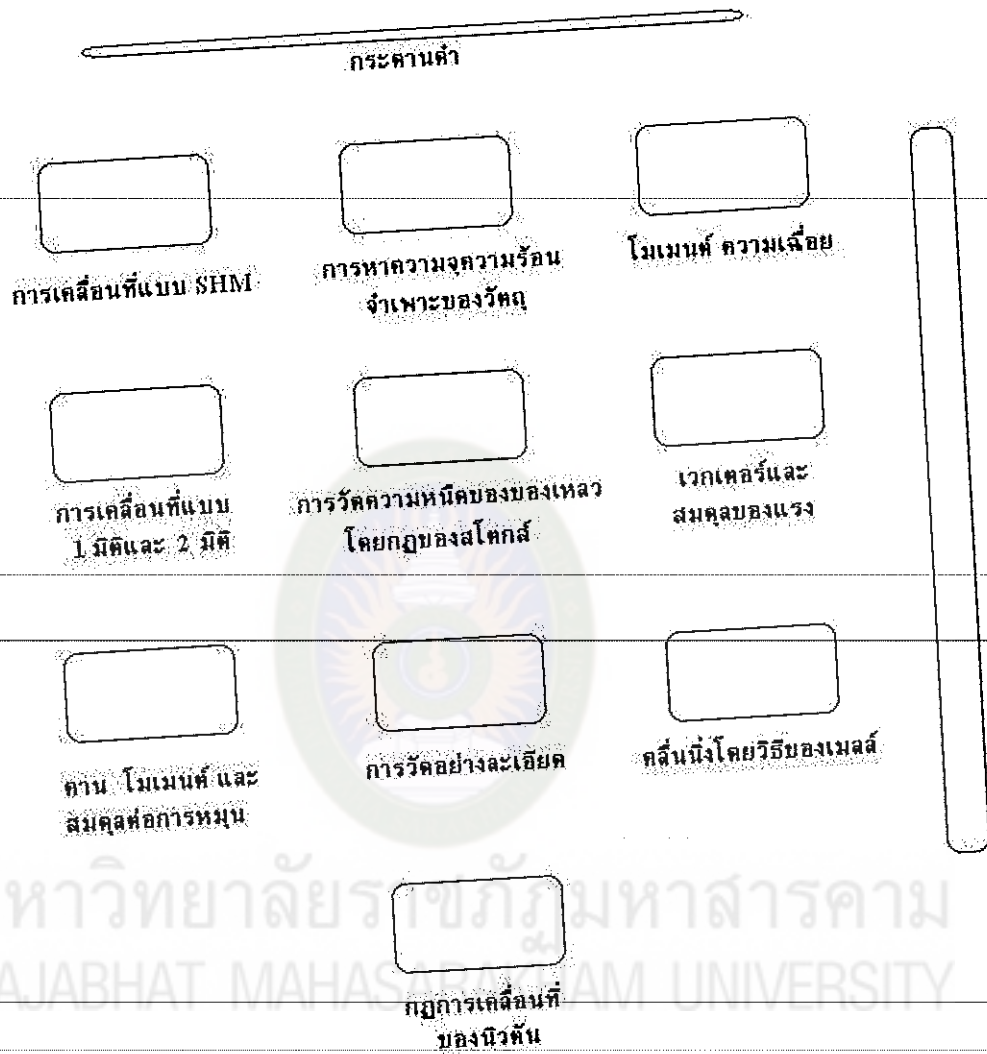 กระดานดำ
การเคลื่อนที่แบบ SHM
การหาความจุความร้อน
จำเพาะของวัตถุ
โมเมนต์ ความเฉื่อย
การเคลื่อนที่แบบ
1 มิติและ 2 มิติ
การวัดความหนืดของของเหลว
โดยกฎของสโตกส์
เวกเตอร์และ
สมดุลของแรง
คาน โมเมนต์ และ
สมดุลต่อการหมุน
การวัดอย่างละเอียด
คลื่นนิ่งโดยวิธีของเมลล์
กฎการเคลื่อนที่
ของนิวตัน
หาวิทยาลัยราชภัฏมหาสารคาม
AJABHAT MAHASARAKHAM UNIVERSITY